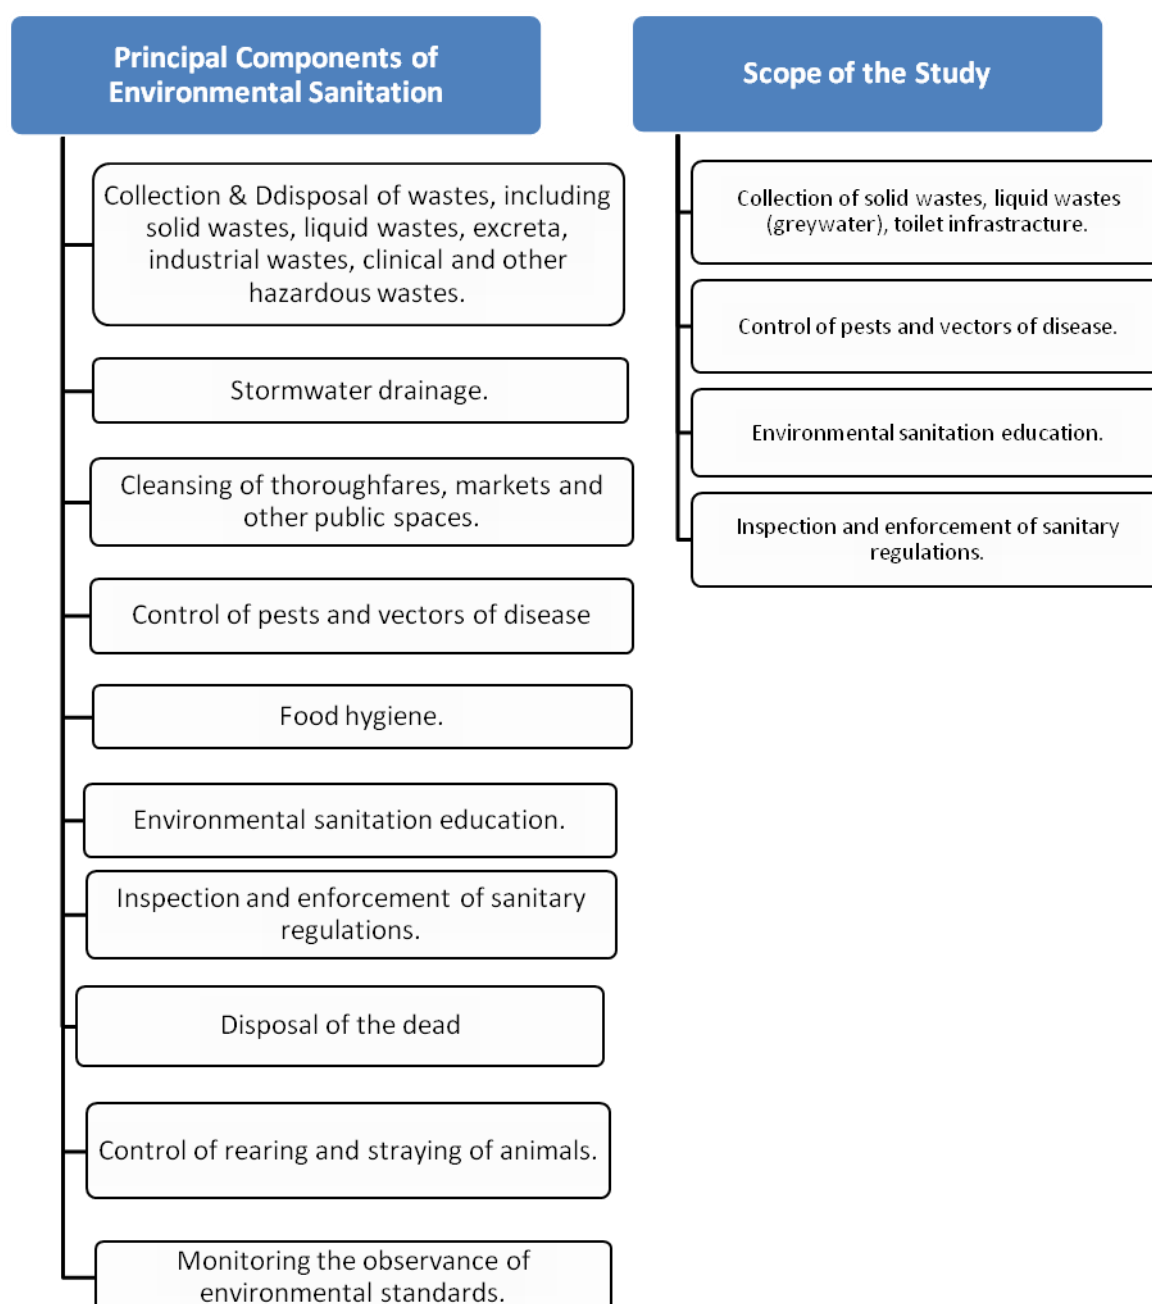 Principal Components of
Environmental Sanitation
Collection & Ddisposal of wastes, including
solid wastes, liquid wastes, excreta,
industrial wastes, clinical and other
hazardous wastes.
Stormwater drainage.
Cleansing of thoroughfares, markets and
other public spaces.
Control of pests and vectors of disease
Food hygiene.
Environmental sanitation education.
Inspection and enforcement of sanitary
regulations.
Disposal of the dead
Control of rearing and straying of animals.
Monitoring the observance of
environmental standards.
Scope of the Study
Collection of solid wastes, liquid wastes
(greywater), toilet infrastracture.
Control of pests and vectors of disease.
Environmental sanitation education.
Inspection and enforcement of sanitary
regulations.